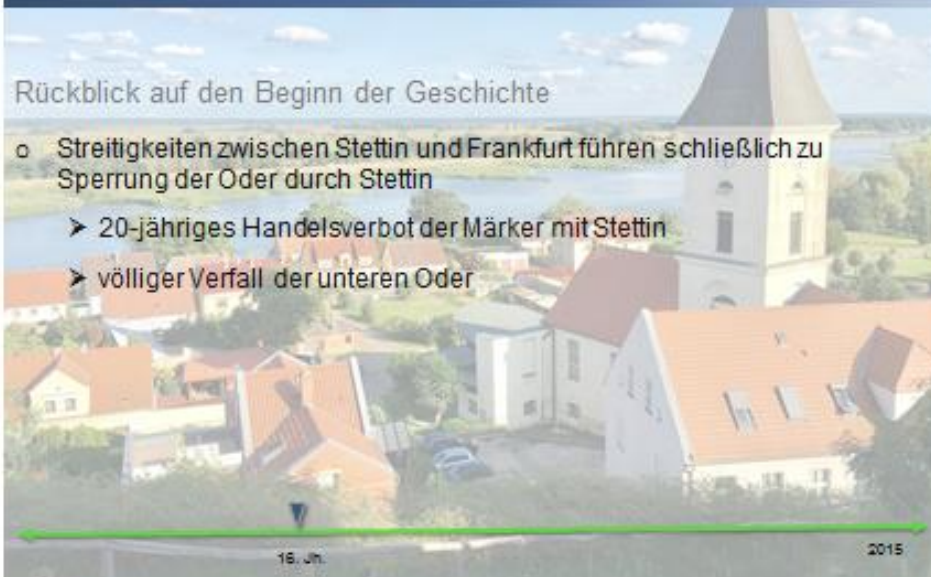 Rückblick auf den Beginn der Geschichte
o Streitigkeiten zwischen Stettin und Frankfurt führen schließlich zu
Sperrung der Oder durch Stettin
➤ 20-jähriges Handelsverbot der Märker mit Stettin
➤ völliger Verfall der unteren Oder
16. Jh.
2015